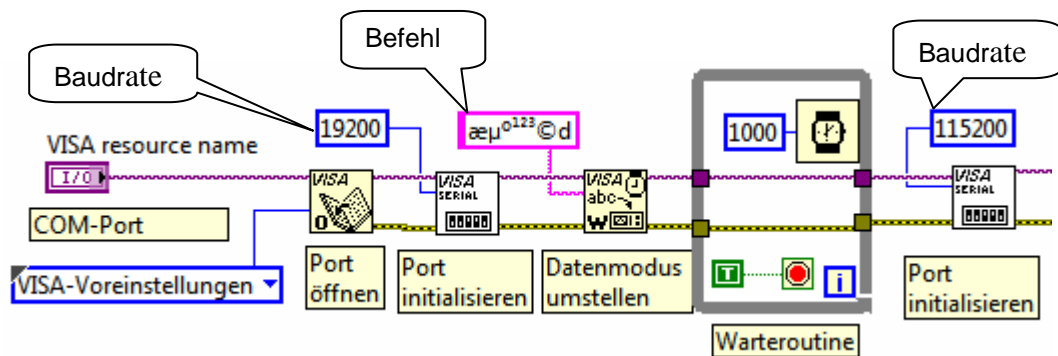 Baudrate
Befehl
Baudrate
19200
æµº¹²³©d
1000
115200
VISA resource name
I/O
VISA
O
VISA
SERIAL
VISA
abc
W
VISA
SERIAL
COM-Port
VISA-Voreinstellungen
Port
öffnen
Port
initialisieren
Datenmodus
umstellen
T
i
Warteroutine
Port
initialisieren